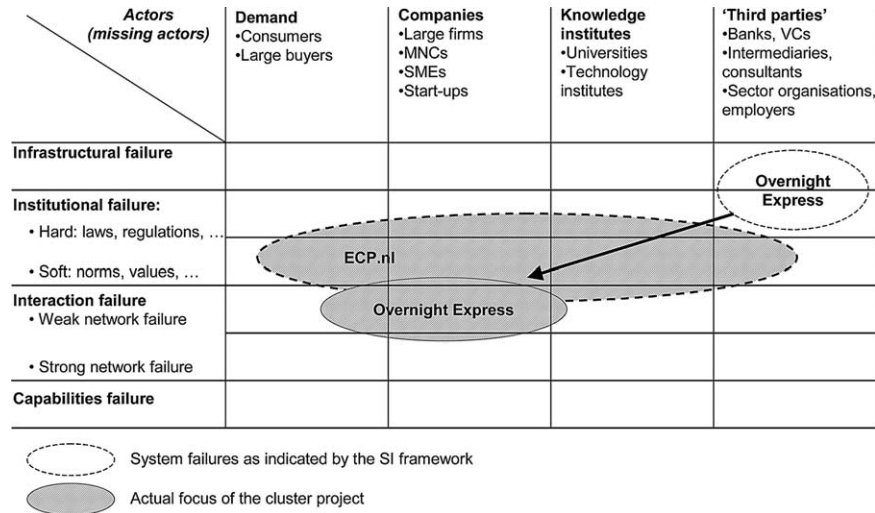 Actors
(missing actors)
Demand
•Consumers
•Large buyers
Companies
•Large firms
•MNCs
•SMEs
•Start-ups
Knowledge
institutes
•Universities
•Technology
institutes
‘Third parties’
•Banks, VCs
•Intermediaries,
consultants
•Sector organisations,
employers
Infrastructural failure
Overnight
Express
Institutional failure:
• Hard: laws, regulations, …
• Soft: norms, values, …
ECP.nl
Interaction failure
• Weak network failure
Overnight Express
• Strong network failure
Capabilities failure
System failures as indicated by the SI framework
Actual focus of the cluster project